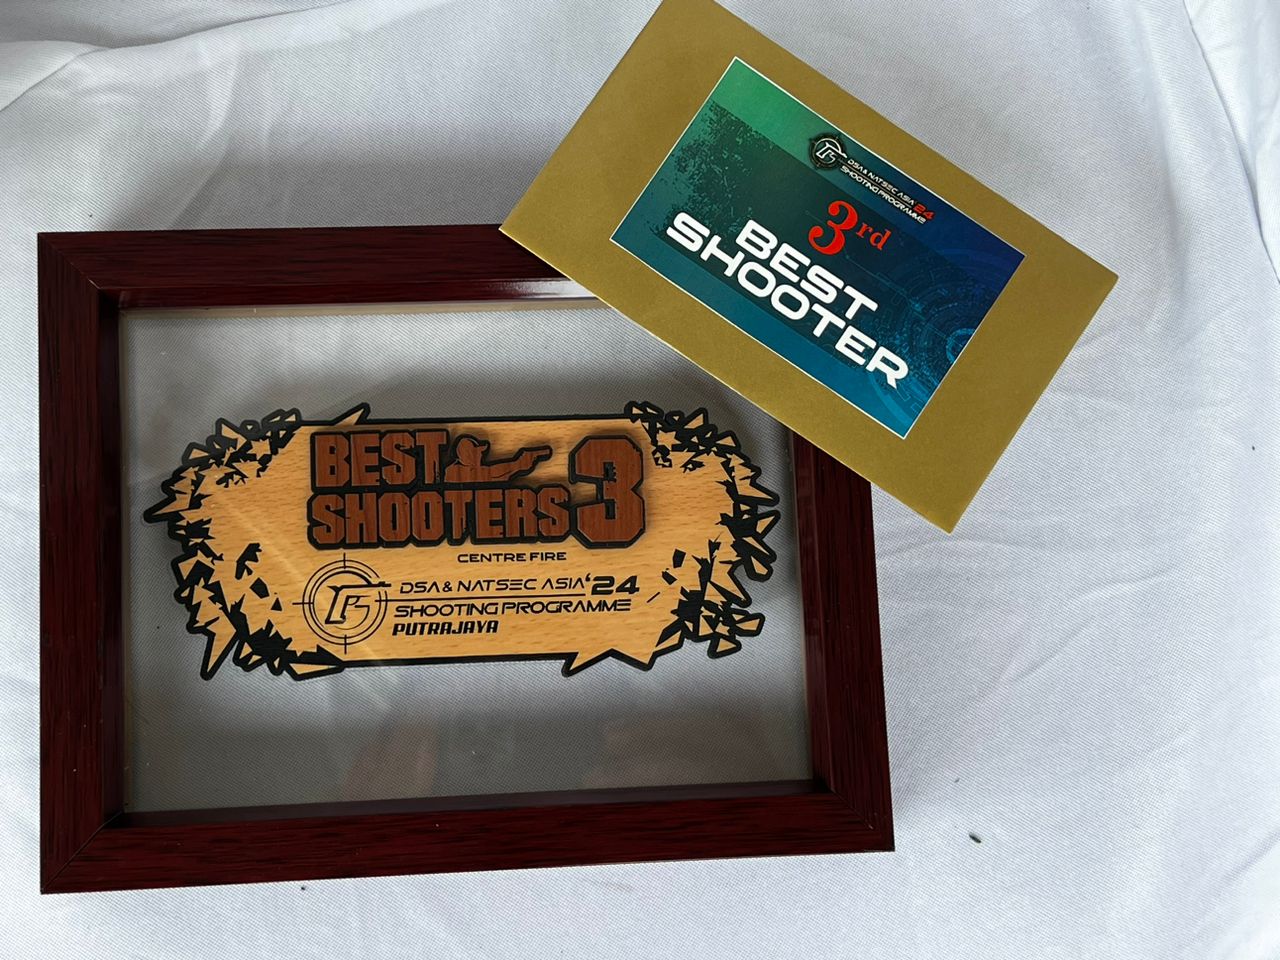 DSA & NATSEC ASIA '24
SHOOTING PROGRAMME
3rd
BEST
SHOOTER
BEST
SHOOTERS 3
CENTRE FIRE
DSA & NATSEC ASIA '24
SHOOTING PROGRAMME
PUTRAJAYA